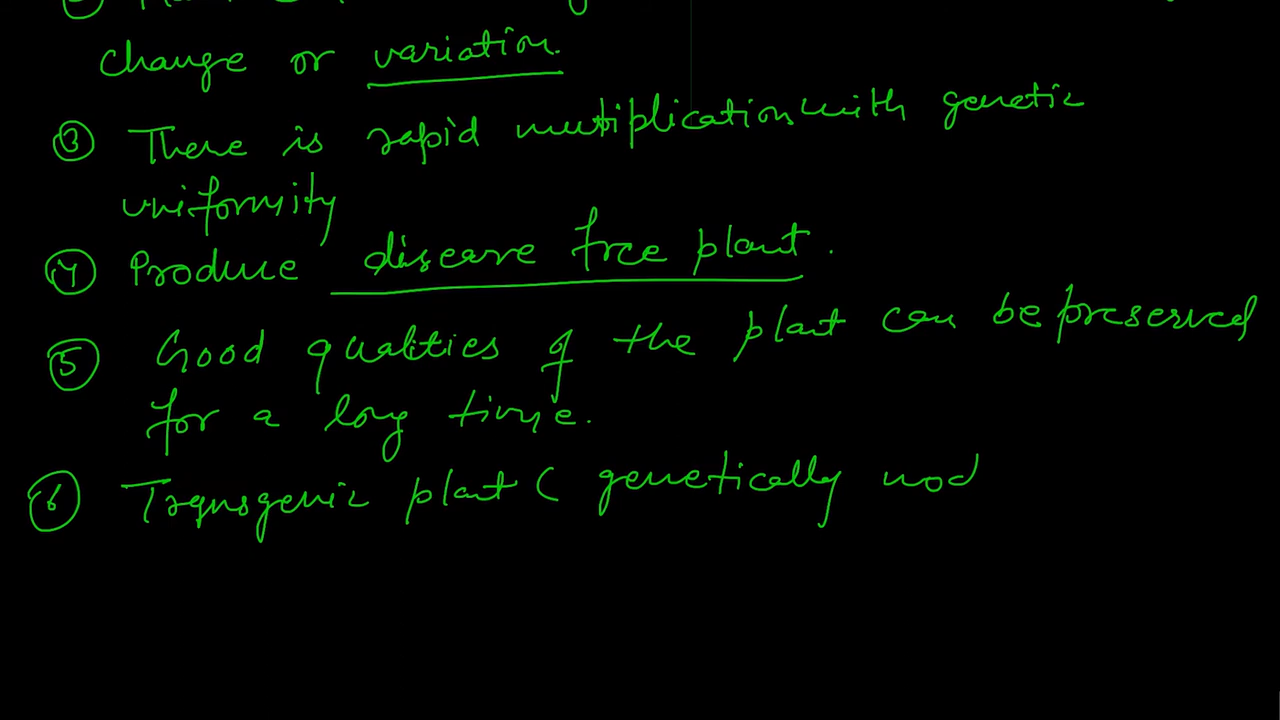 change or variation.
③ There is rapid multiplication with genetic
uniformity
④ Produce disease free plant.
⑤ Good qualities of the plant can be preserved
for a long time.
⑥ Transgenic plant ( genetically mod